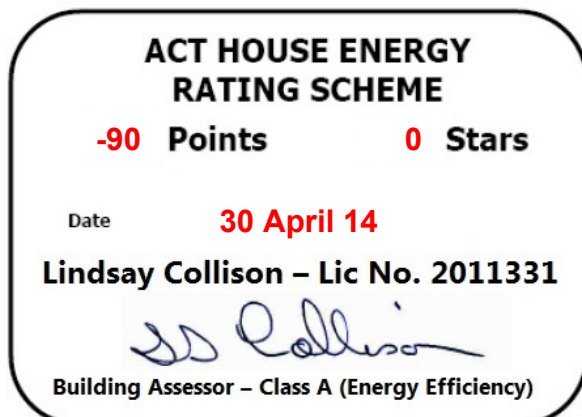 ACT HOUSE ENERGY
RATING SCHEME
-90 Points 0 Stars
Date 30 April 14
Lindsay Collison – Lic No. 2011331
Collison
Building Assessor – Class A (Energy Efficiency)